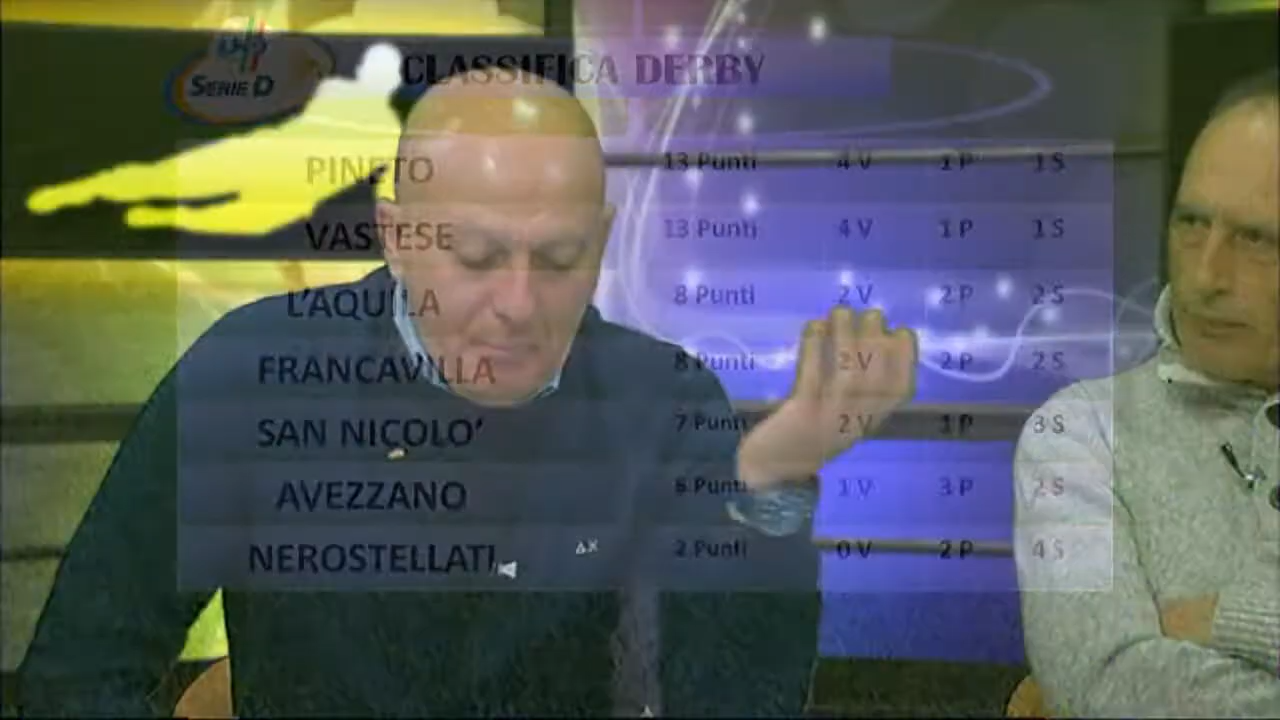 SERIE D
CLASSIFICA DERBY
PINETO 13 Punti 4 V 1 P 1 S
VASTESE 13 Punti 4 V 1 P 1 S
L'AQUILA 8 Punti 2 V 2 P 2 S
FRANCAVILLA 8 Punti 2 V 2 P 2 S
SAN NICOLO' 7 Punti 2 V 1 P 3 S
AVEZZANO 6 Punti 1 V 3 P 2 S
NEROSTELLATI 2 Punti 0 V 2 P 4 S